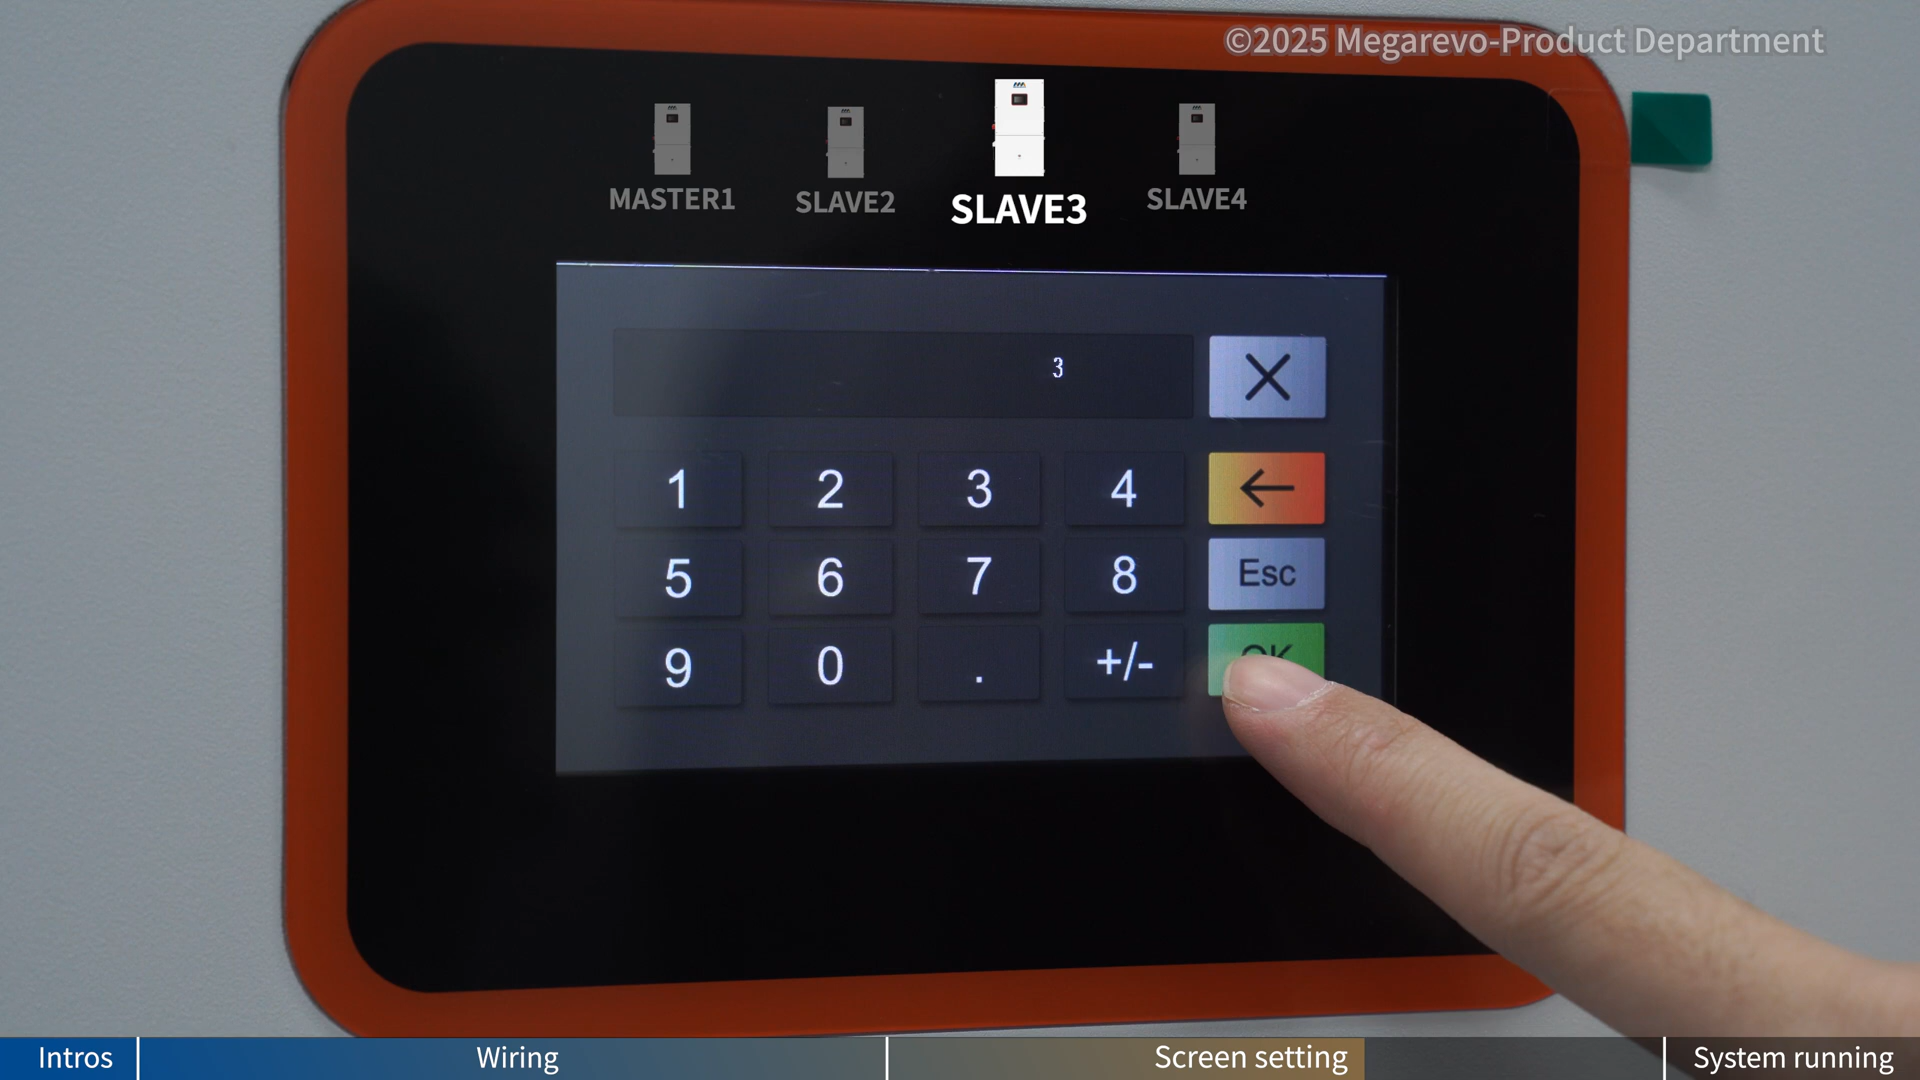 ©2025 Megarevo-Product Department
MASTER1 SLAVE2 SLAVE3 SLAVE4
3
1 2 3 4 ←
5 6 7 8 Esc
9 0 . +/- OK
Intros Wiring Screen setting System running